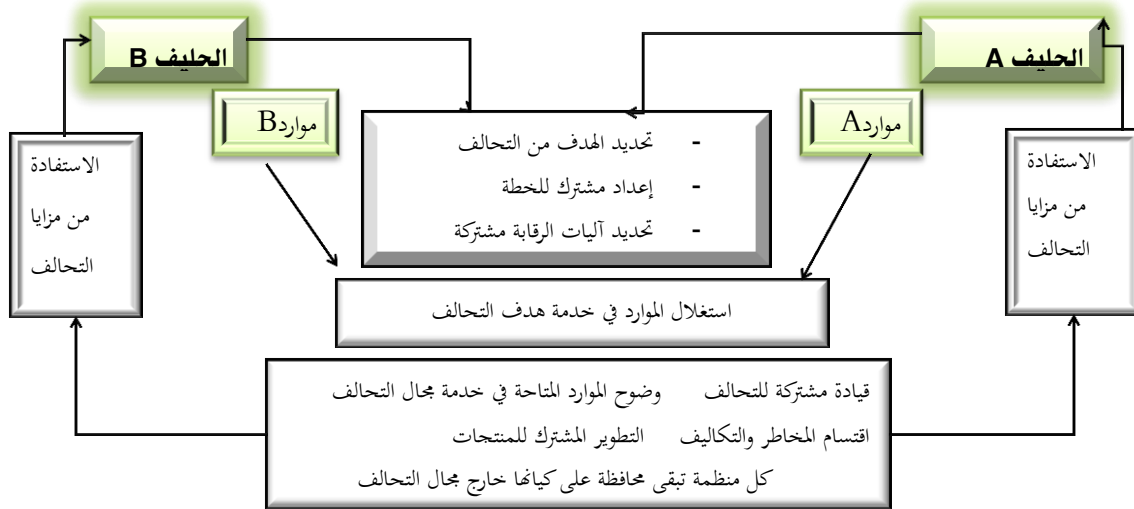 الحليف A
الحليف B
مواردA
مواردB
- تحديد الهدف من التحالف
- إعداد مشترك للخطة
- تحديد آليات الرقابة مشتركة
الاستفادة
من مزايا
التحالف
الاستفادة
من مزايا
التحالف
استغلال الموارد في خدمة هدف التحالف
قيادة مشتركة للتحالف وضوح الموارد المتاحة في خدمة مجال التحالف
اقتسام المخاطر والتكاليف التطوير المشترك للمنتجات
كل منظمة تبقى محافظة على كيانها خارج مجال التحالف